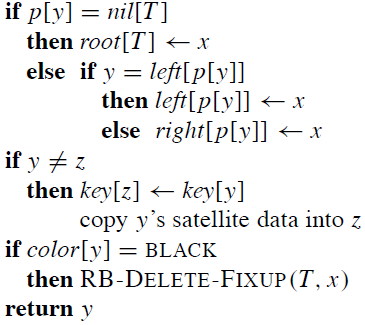 if p[y] = nil[T]
then root[T] ← x
else if y = left[p[y]]
then left[p[y]] ← x
else right[p[y]] ← x
if y ≠ z
then key[z] ← key[y]
copy y's satellite data into z
if color[y] = BLACK
then RB-DELETE-FIXUP(T, x)
return y